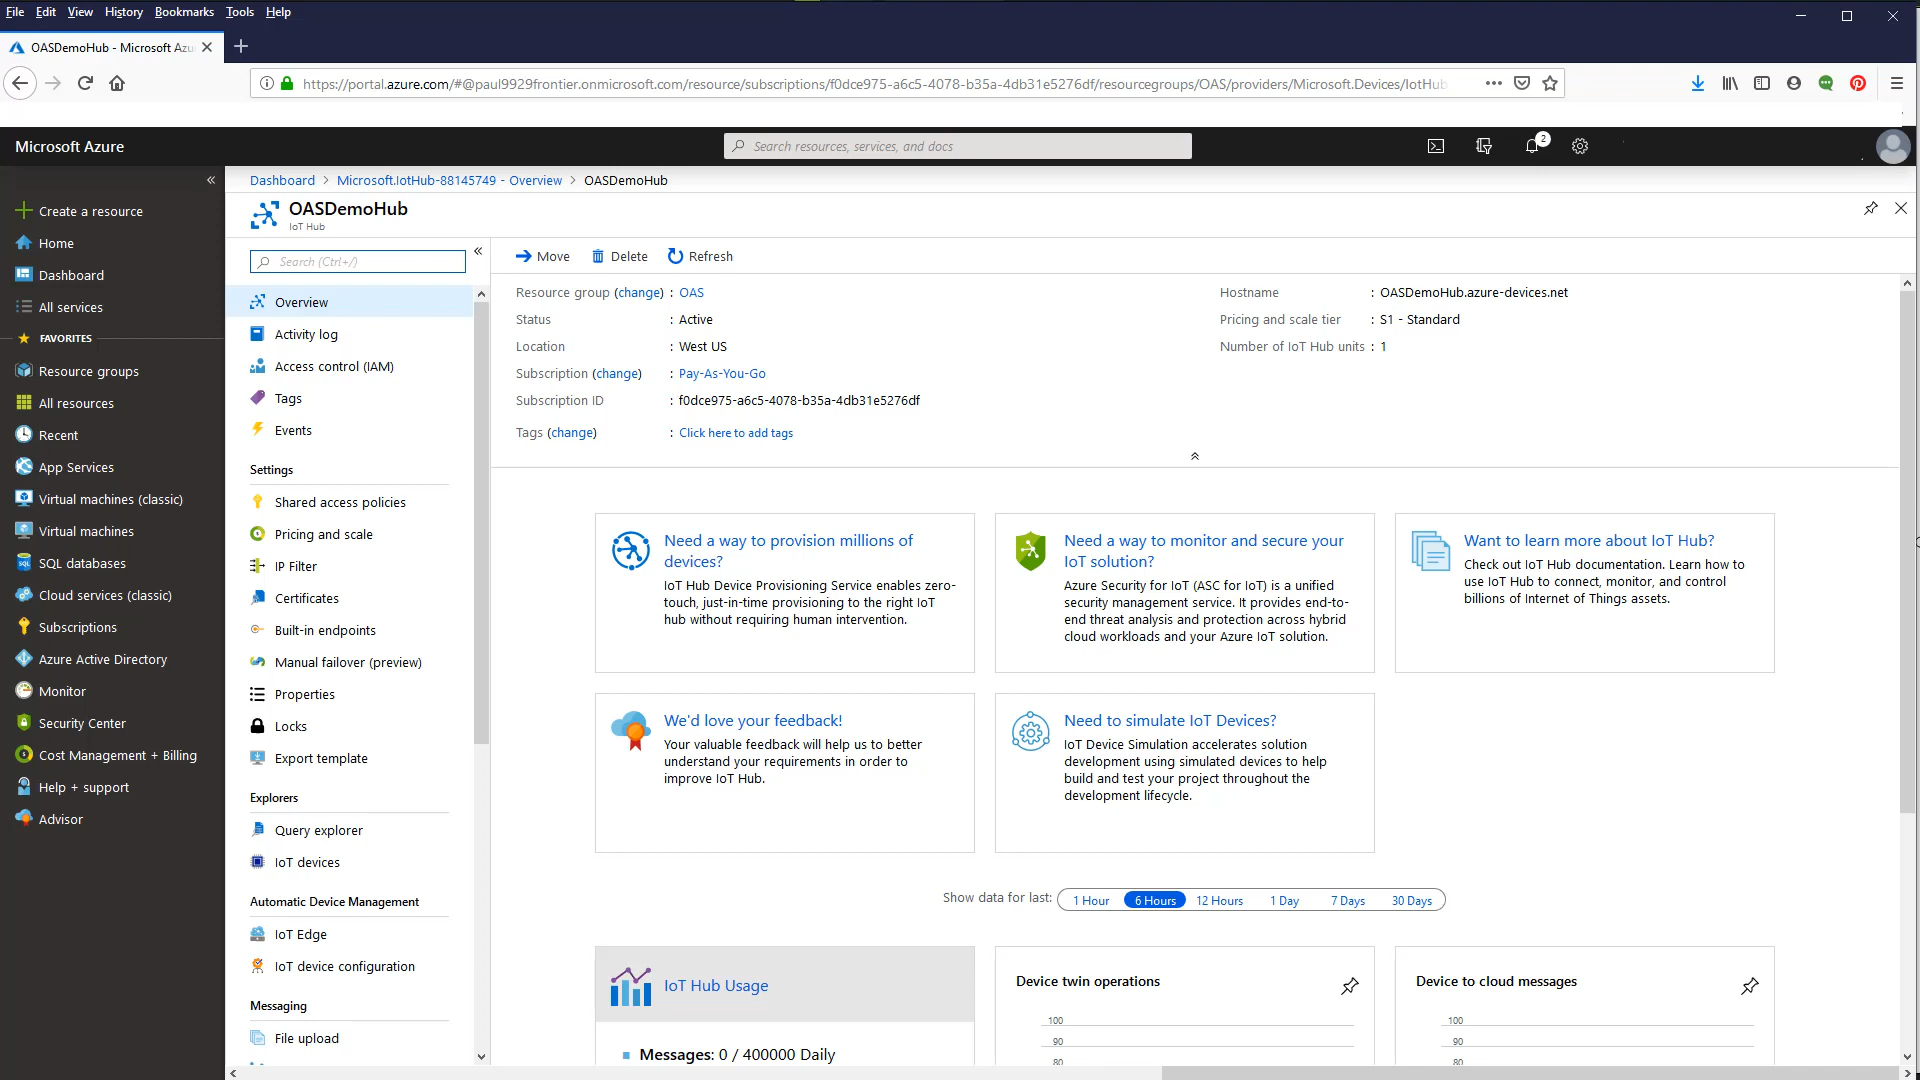 File Edit View History Bookmarks Tools Help
OASDemoHub - Microsoft Azu
https://portal.azure.com/#@paul9929frontier.onmicrosoft.com/resource/subscriptions/f0dce975-a6c5-4078-b35a-4db31e5276df/resourcegroups/OAS/providers/Microsoft.Devices/IotHub
Microsoft Azure
Search resources, services, and docs
2
Dashboard > Microsoft.IotHub-88145749 - Overview > OASDemoHub
OASDemoHub
IoT Hub
Create a resource
Home
Dashboard
All services
FAVORITES
Resource groups
All resources
Recent
App Services
Virtual machines (classic)
Virtual machines
SQL databases
Cloud services (classic)
Subscriptions
Azure Active Directory
Monitor
Security Center
Cost Management + Billing
Help + support
Advisor
Search (Ctrl+/)
Overview
Activity log
Access control (IAM)
Tags
Events
Settings
Shared access policies
Pricing and scale
IP Filter
Certificates
Built-in endpoints
Manual failover (preview)
Properties
Locks
Export template
Explorers
Query explorer
IoT devices
Automatic Device Management
IoT Edge
IoT device configuration
Messaging
File upload
Move Delete Refresh
Resource group (change) : OAS
Status : Active
Location : West US
Subscription (change) : Pay-As-You-Go
Subscription ID : f0dce975-a6c5-4078-b35a-4db31e5276df
Tags (change) : Click here to add tags
Hostname : OASDemoHub.azure-devices.net
Pricing and scale tier : S1 - Standard
Number of IoT Hub units : 1
Need a way to provision millions of
devices?
IoT Hub Device Provisioning Service enables zero-
touch, just-in-time provisioning to the right IoT
hub without requiring human intervention.
Need a way to monitor and secure your
IoT solution?
Azure Security for IoT (ASC for IoT) is a unified
security management service. It provides end-to-
end threat analysis and protection across hybrid
cloud workloads and your Azure IoT solution.
Want to learn more about IoT Hub?
Check out IoT Hub documentation. Learn how to
use IoT Hub to connect, monitor, and control
billions of Internet of Things assets.
We'd love your feedback!
Your valuable feedback will help us to better
understand your requirements in order to
improve IoT Hub.
Need to simulate IoT Devices?
IoT Device Simulation accelerates solution
development using simulated devices to help
build and test your project throughout the
development lifecycle.
Show data for last: 1 Hour 6 Hours 12 Hours 1 Day 7 Days 30 Days
IoT Hub Usage
Messages: 0 / 400000 Daily
Device twin operations
100
90
80
Device to cloud messages
100
90
80